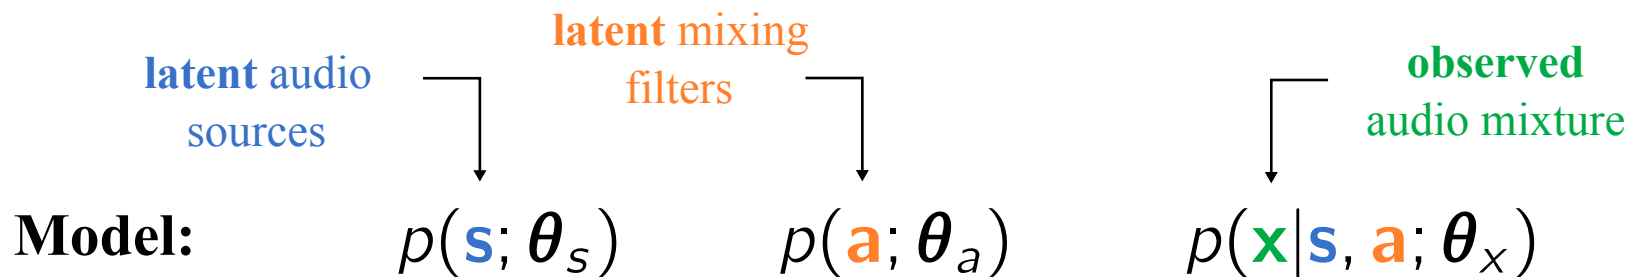 latent audio
sources
latent mixing
filters
observed
audio mixture
Model: p(s; θ_s) p(a; θ_a) p(x|s, a; θ_x)